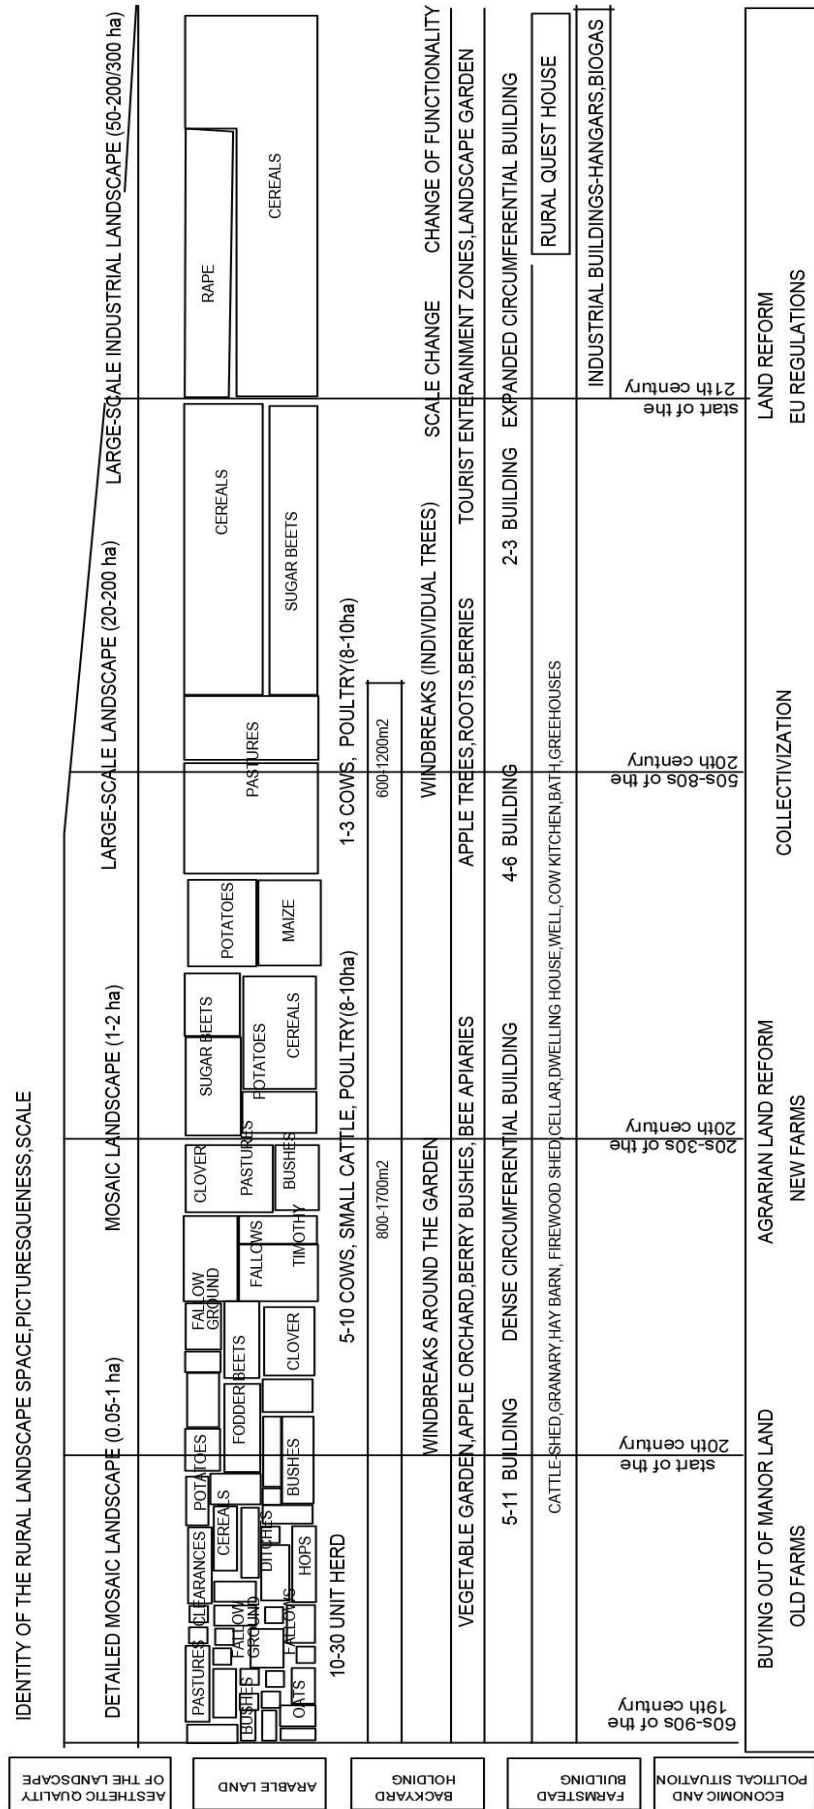 IDENTITY OF THE RURAL LANDSCAPE SPACE,PICTURESQUENESS,SCALE
AESTHETIC QUALITY
OF THE LANDSCAPE
DETAILED MOSAIC LANDSCAPE (0.05-1 ha)
MOSAIC LANDSCAPE (1-2 ha)
LARGE-SCALE LANDSCAPE (20-200 ha)
LARGE-SCALE INDUSTRIAL LANDSCAPE (50-200/300 ha)
ARABLE LAND
PASTURES
CLEARANCES
POTATOES
CEREALS
BUSHES
FALLOW
GROUND
DITCHES
OATS
FALLOWS
HOPS
BUSHES
FODDER BEETS
FALLOW
GROUND
CLOVER
FALLOWS
TIMOTHY
CLOVER
PASTURES
BUSHES
SUGAR BEETS
POTATOES
CEREALS
POTATOES
MAIZE
PASTURES
CEREALS
SUGAR BEETS
RAPE
CEREALS
10-30 UNIT HERD
5-10 COWS, SMALL CATTLE, POULTRY(8-10ha)
1-3 COWS, POULTRY(8-10ha)
BACKYARD
HOLDING
800-1700m2
600-1200m2
WINDBREAKS AROUND THE GARDEN
WINDBREAKS (INDIVIDUAL TREES)
SCALE CHANGE
CHANGE OF FUNCTIONALITY
VEGETABLE GARDEN,APPLE ORCHARD,BERRY BUSHES, BEE APIARIES
APPLE TREES,ROOTS,BERRIES
TOURIST ENTERAINMENT ZONES,LANDSCAPE GARDEN
FARMSTEAD
BUILDING
5-11 BUILDING
DENSE CIRCUMFERENTIAL BUILDING
4-6 BUILDING
2-3 BUILDING
EXPANDED CIRCUMFERENTIAL BUILDING
CATTLE-SHED,GRANARY,HAY BARN, FIREWOOD SHED,CELLAR,DWELLING HOUSE,WELL,COW KITCHEN,BATH,GREEHOUSES
RURAL QUEST HOUSE
INDUSTRIAL BUILDINGS-HANGARS,BIOGAS
60s-90s of the
19th century
start of the
20th century
20s-30s of the
20th century
50s-80s of the
20th century
start of the
21th century
ECONOMIC AND
POLITICAL SITUATION
BUYING OUT OF MANOR LAND
OLD FARMS
AGRARIAN LAND REFORM
NEW FARMS
COLLECTIVIZATION
LAND REFORM
EU REGULATIONS